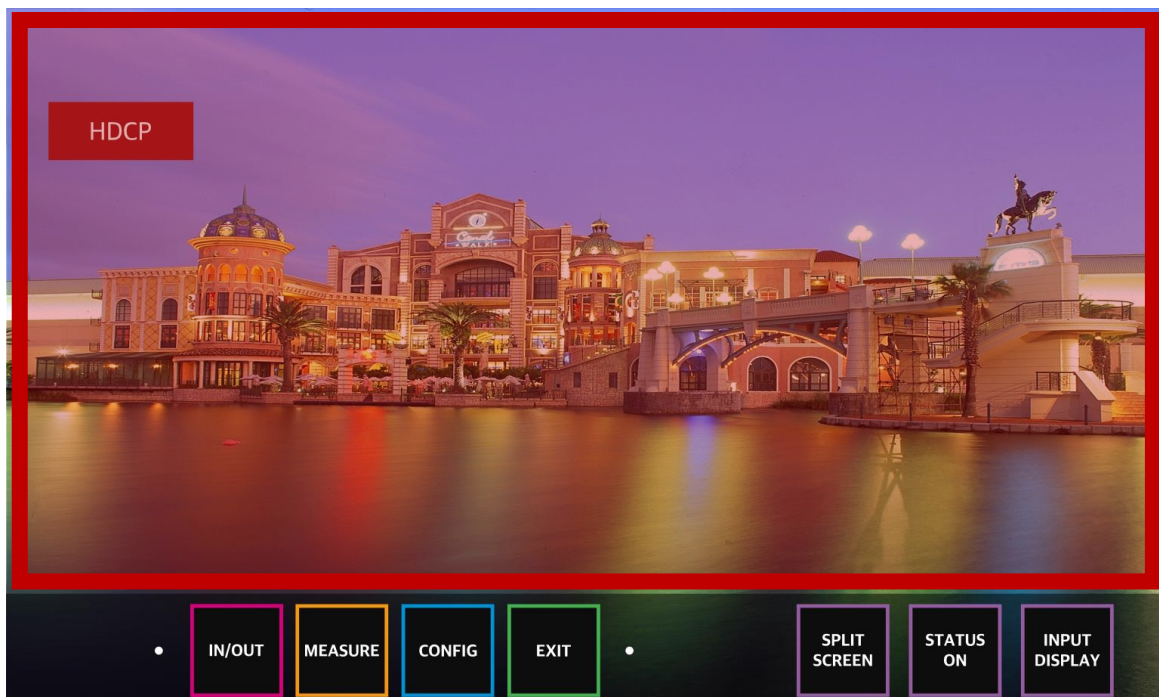 HDCP
IN/OUT
MEASURE
CONFIG
EXIT
SPLIT
SCREEN
STATUS
ON
INPUT
DISPLAY